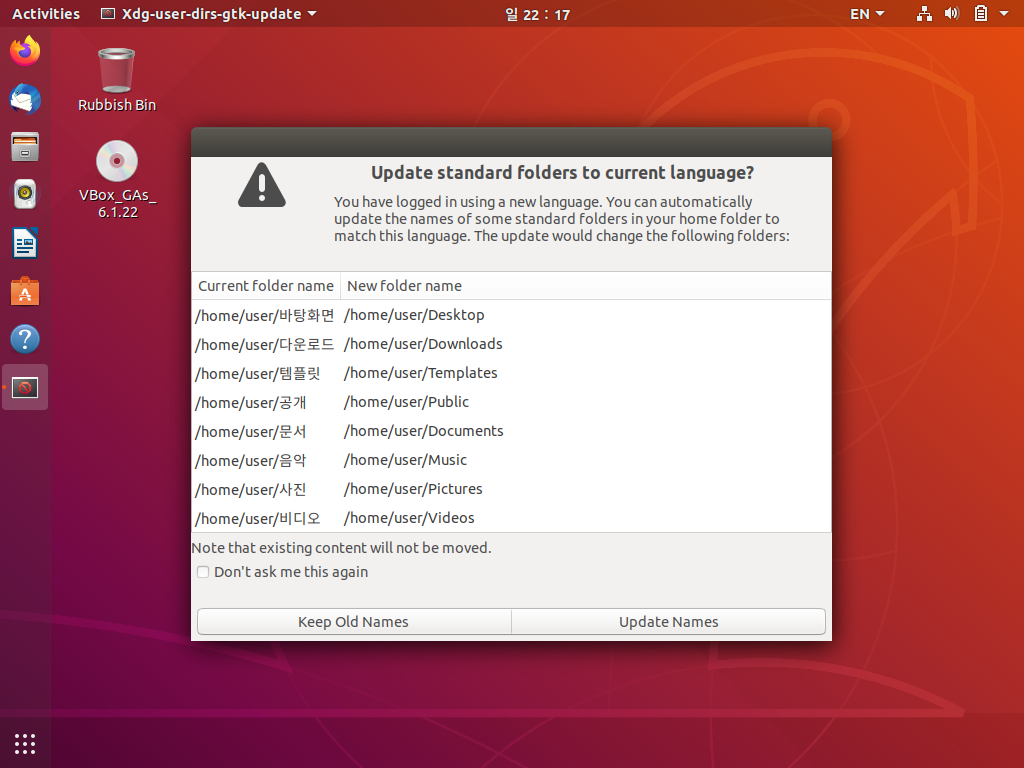 Activities Xdg-user-dirs-gtk-update 일 22 : 17 EN
Rubbish Bin
VBox_GAs_
6.1.22
Update standard folders to current language?
You have logged in using a new language. You can automatically
update the names of some standard folders in your home folder to
match this language. The update would change the following folders:
Current folder name New folder name
/home/user/바탕화면 /home/user/Desktop
/home/user/다운로드 /home/user/Downloads
/home/user/템플릿 /home/user/Templates
/home/user/공개 /home/user/Public
/home/user/문서 /home/user/Documents
/home/user/음악 /home/user/Music
/home/user/사진 /home/user/Pictures
/home/user/비디오 /home/user/Videos
Note that existing content will not be moved.
Don't ask me this again
Keep Old Names Update Names